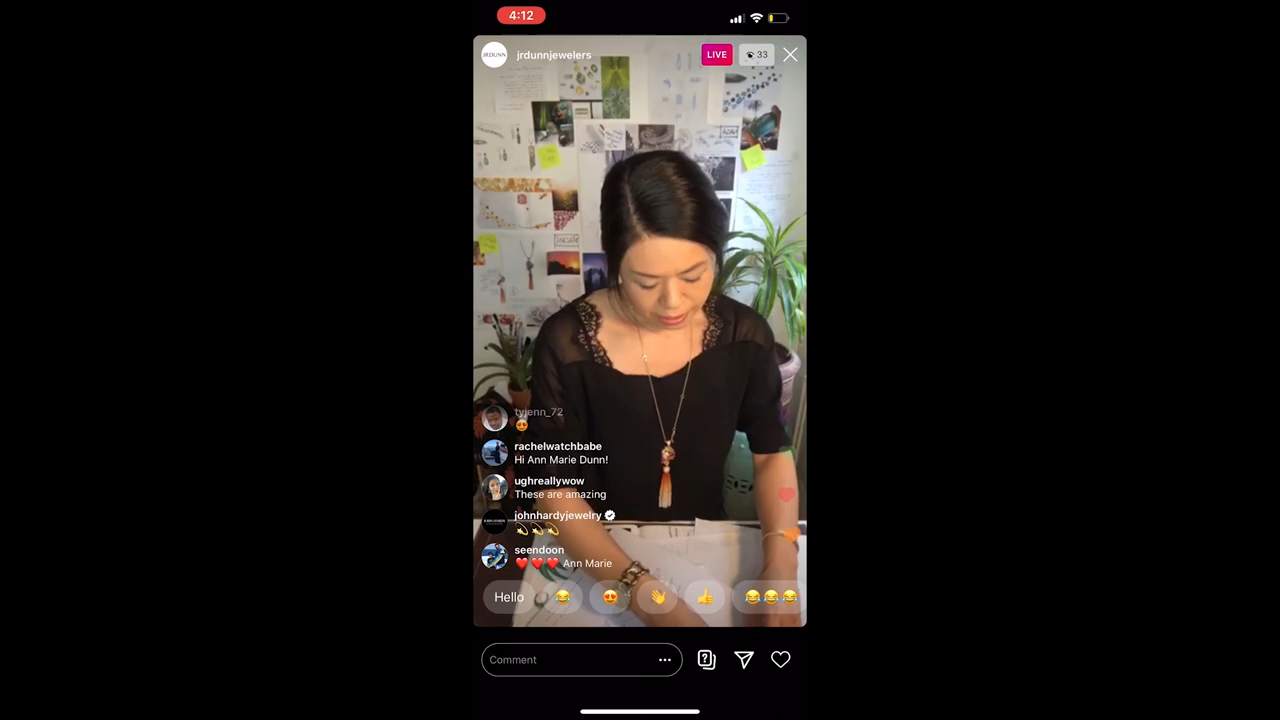 4:12
JRDUNN
jrdunnjewelers
LIVE
33
tyjenn_72
😍
rachelwatchbabe
Hi Ann Marie Dunn!
ughreallywow
These are amazing
johnhardyjewelry
💫💫💫
seendoon
❤️❤️❤️ Ann Marie
Hello 😂 😍 👋 👍 😂😂😂
Comment